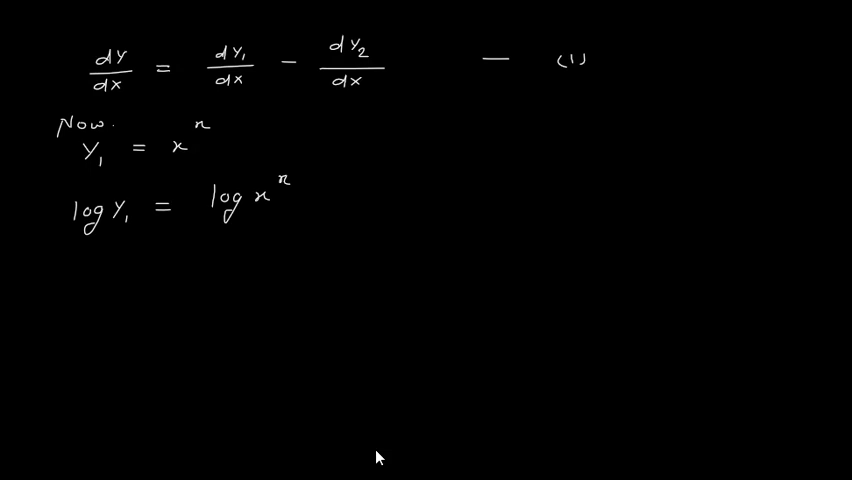 dY/dx = dY₁/dx - dY₂/dx — (1)
Now.
Y₁ = x^x
log Y₁ = log x^x